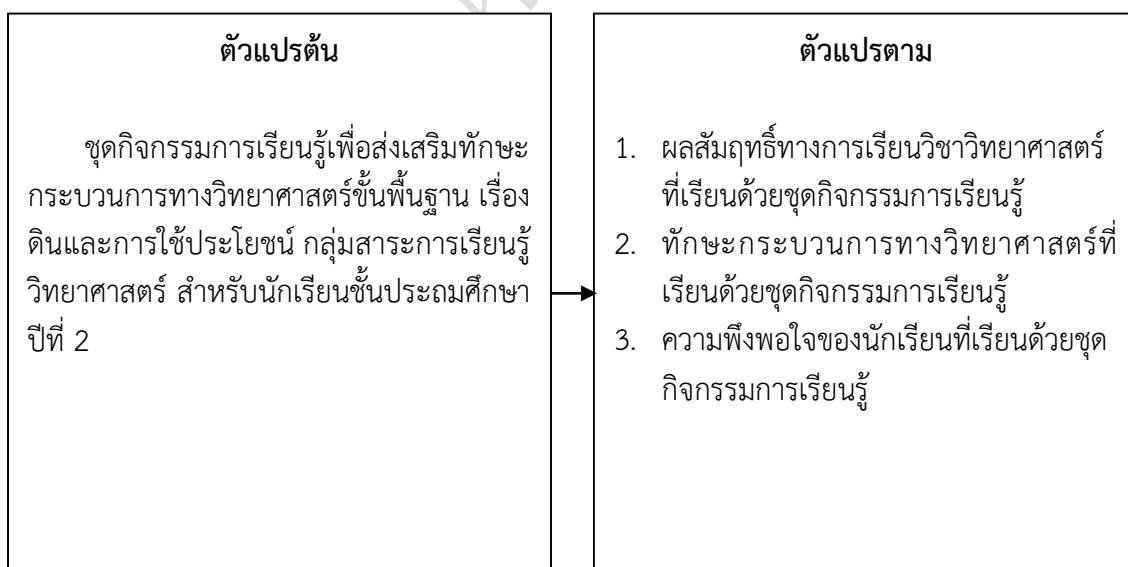 ตัวแปรต้น
ชุดกิจกรรมการเรียนรู้เพื่อส่งเสริมทักษะ
กระบวนการทางวิทยาศาสตร์ขั้นพื้นฐาน เรื่อง
ดินและการใช้ประโยชน์ กลุ่มสาระการเรียนรู้
วิทยาศาสตร์ สำหรับนักเรียนชั้นประถมศึกษา
ปีที่ 2
ตัวแปรตาม
1. ผลสัมฤทธิ์ทางการเรียนวิชาวิทยาศาสตร์
ที่เรียนด้วยชุดกิจกรรมการเรียนรู้
2. ทักษะกระบวนการทางวิทยาศาสตร์ที่
เรียนด้วยชุดกิจกรรมการเรียนรู้
3. ความพึงพอใจของนักเรียนที่เรียนด้วยชุด
กิจกรรมการเรียนรู้